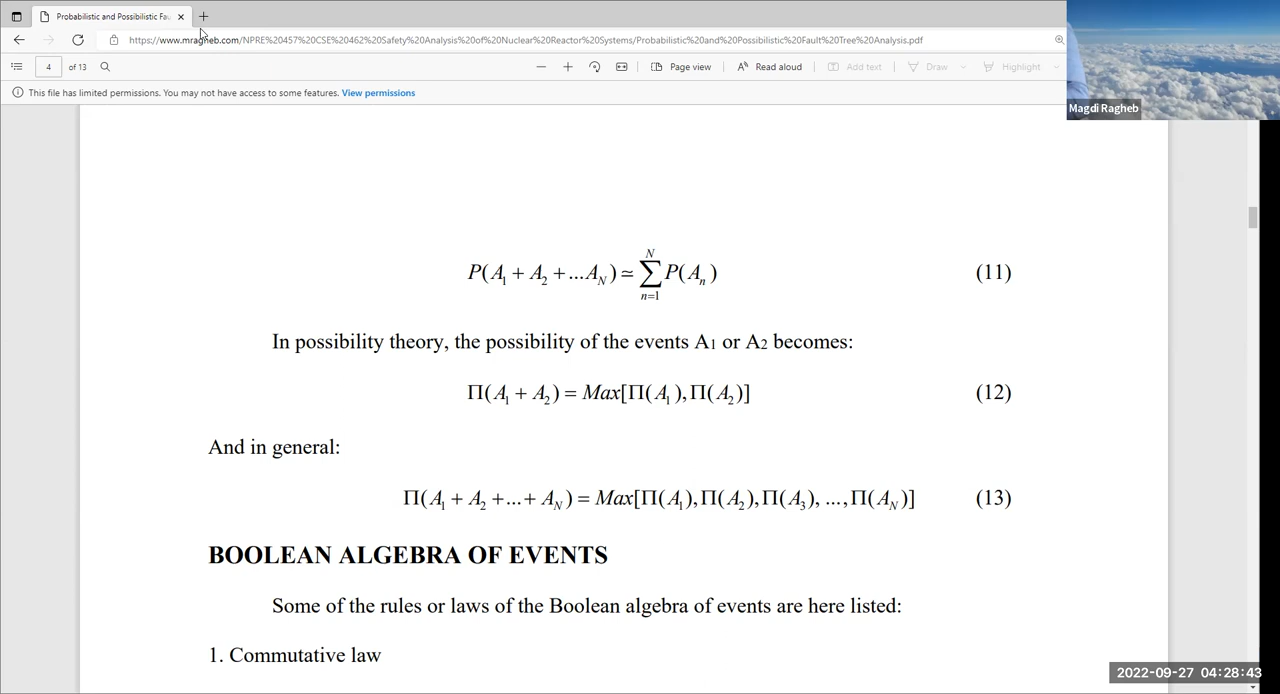 Probabilistic and Possibilistic Fau
https://www.mragheb.com/NPRE%20457%20CSE%20462%20Safety%20Analysis%20of%20Nuclear%20Reactor%20Systems/Probabilistic%20and%20Possibilistic%20Fault%20Tree%20Analysis.pdf
4 of 13 Page view Read aloud Add text Draw Highlight
This file has limited permissions. You may not have access to some features. View permissions
Magdi Ragheb
P(A₁ + A₂ + ...A_N) ≃ ∑_{n=1}^{N} P(A_n) (11)
In possibility theory, the possibility of the events A₁ or A₂ becomes:
Π(A₁ + A₂) = Max[Π(A₁),Π(A₂)] (12)
And in general:
Π(A₁ + A₂ +...+ A_N) = Max[Π(A₁),Π(A₂),Π(A₃), ...,Π(A_N)] (13)
BOOLEAN ALGEBRA OF EVENTS
Some of the rules or laws of the Boolean algebra of events are here listed:
1. Commutative law
2022-09-27 04:28:43